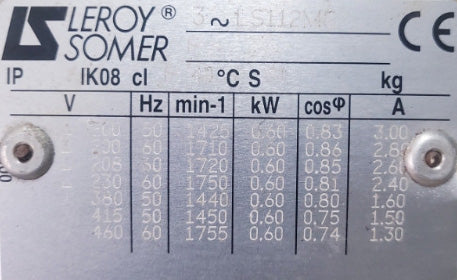 LEROY® 3~ LS112MG
SOMER CE
IP IK08 cl °C S kg
V Hz min-1 kW cosφ A
200 50 1425 0.60 0.83 3.00
200 60 1710 0.60 0.86
208 60 1720 0.60 0.85
230 60 1750 0.60 0.81 2.40
380 50 1440 0.60 0.80 1.60
415 50 1450 0.60 0.75 1.50
460 60 1755 0.60 0.74 1.30